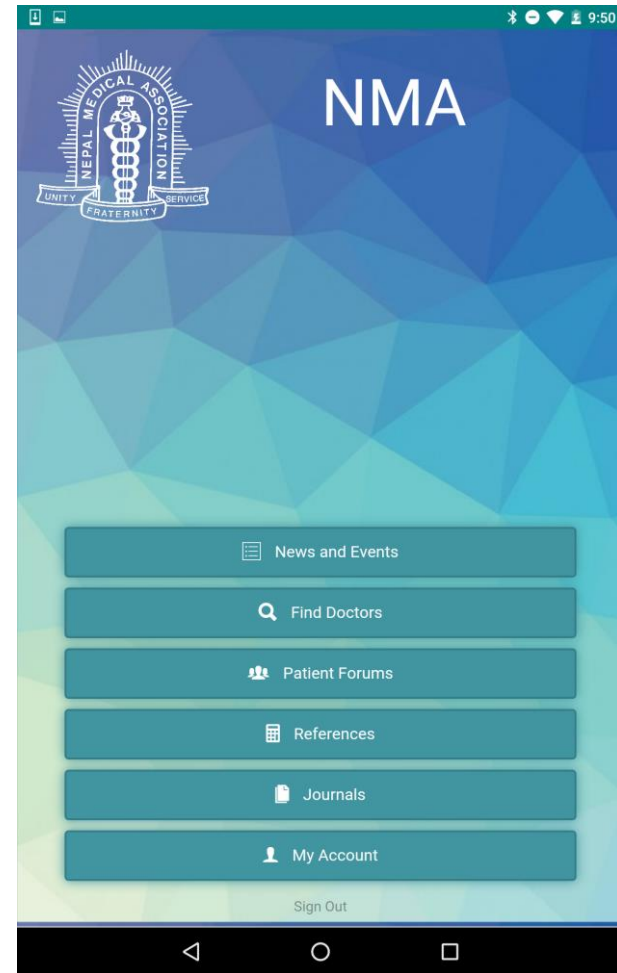 9:50
NEPAL MEDICAL ASSOCIATION
UNITY
FRATERNITY
SERVICE
NMA
News and Events
Find Doctors
Patient Forums
References
Journals
My Account
Sign Out